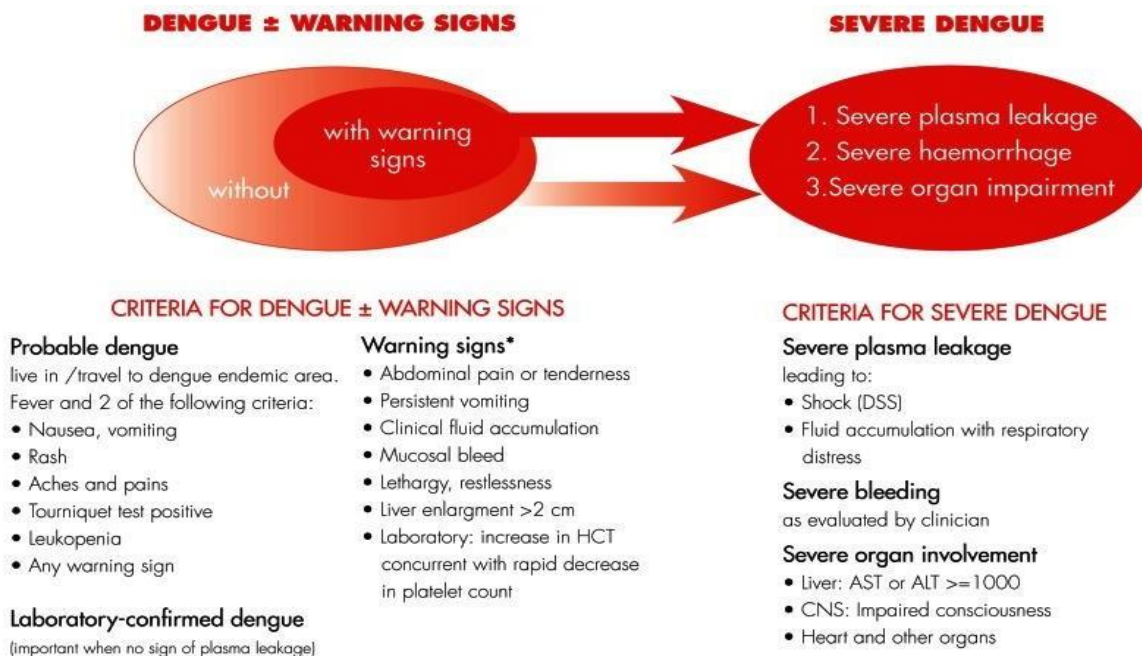 DENGUE ± WARNING SIGNS
SEVERE DENGUE
with warning
signs
without
1. Severe plasma leakage
2. Severe haemorrhage
3.Severe organ impairment
CRITERIA FOR DENGUE ± WARNING SIGNS
Probable dengue
live in /travel to dengue endemic area.
Fever and 2 of the following criteria:
• Nausea, vomiting
• Rash
• Aches and pains
• Tourniquet test positive
• Leukopenia
• Any warning sign
Laboratory-confirmed dengue
(important when no sign of plasma leakage)
Warning signs*
• Abdominal pain or tenderness
• Persistent vomiting
• Clinical fluid accumulation
• Mucosal bleed
• Lethargy, restlessness
• Liver enlargment >2 cm
• Laboratory: increase in HCT
concurrent with rapid decrease
in platelet count
CRITERIA FOR SEVERE DENGUE
Severe plasma leakage
leading to:
• Shock (DSS)
• Fluid accumulation with respiratory
distress
Severe bleeding
as evaluated by clinician
Severe organ involvement
• Liver: AST or ALT >=1000
• CNS: Impaired consciousness
• Heart and other organs